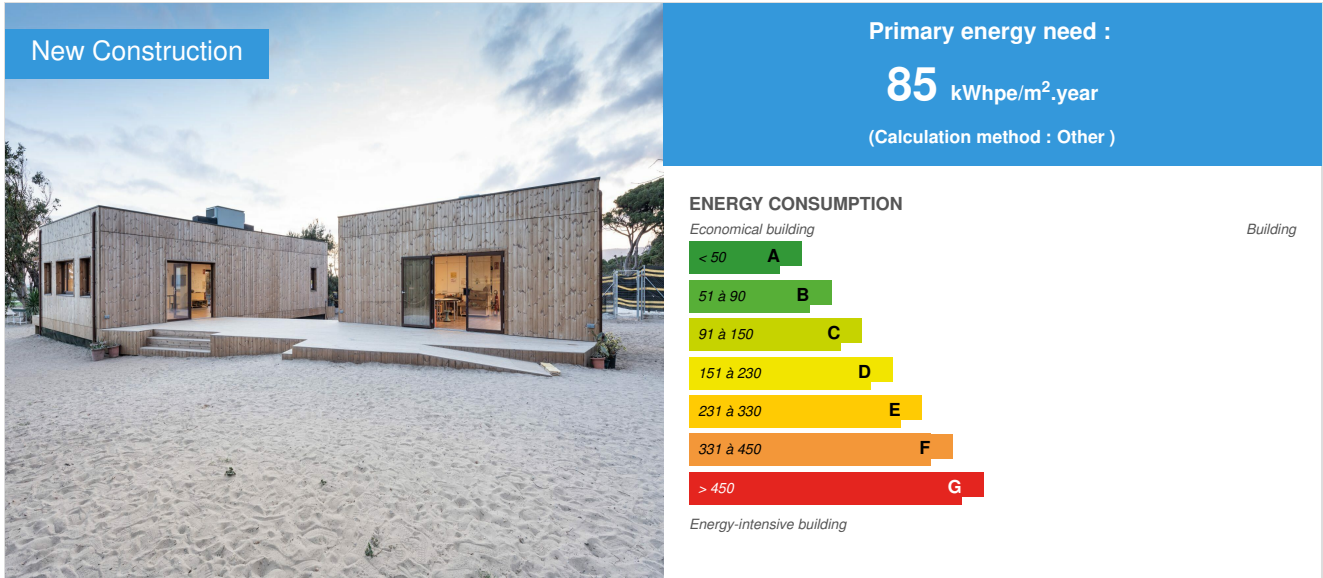 New Construction
Primary energy need :
85 kWhpe/m².year
(Calculation method : Other )
ENERGY CONSUMPTION
Economical building
Building
< 50 A
51 à 90 B
91 à 150 C
151 à 230 D
231 à 330 E
331 à 450 F
> 450 G
Energy-intensive building